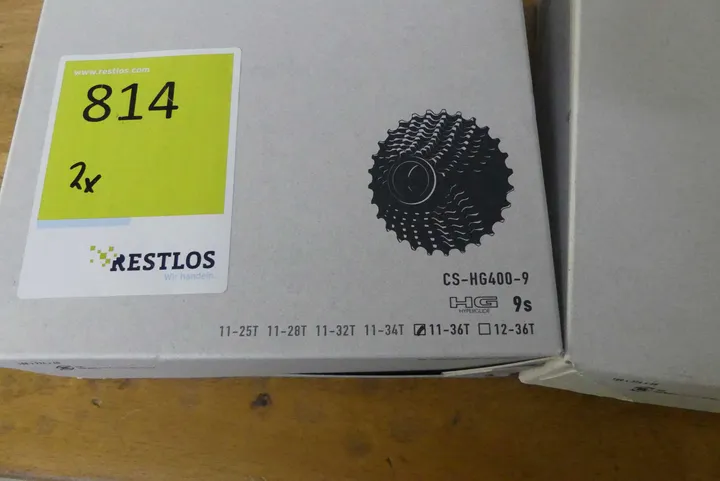 www.restlos.com
814
2x
RESTLOS
Wir handeln.
CS-HG400-9
HG 9s
HYPERGLIDE
11-25T 11-28T 11-32T 11-34T 11-36T 12-36T